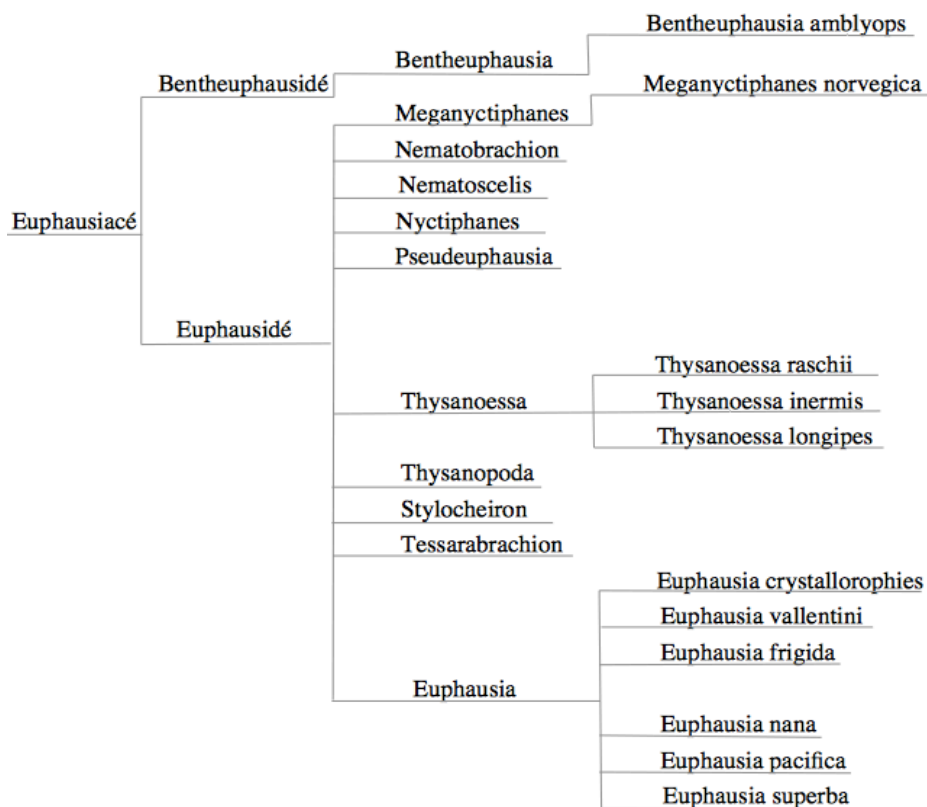 Bentheuphausia amblyops
Bentheuphausia
Bentheuphausidé
Meganyctiphanes norvegica
Meganyctiphanes
Nematobrachion
Nematoscelis
Euphausiacé
Nyctiphanes
Pseudeuphausia
Euphausidé
Thysanoessa raschii
Thysanoessa
Thysanoessa inermis
Thysanoessa longipes
Thysanopoda
Stylocheiron
Tessarabrachion
Euphausia crystallorophies
Euphausia vallentini
Euphausia frigida
Euphausia
Euphausia nana
Euphausia pacifica
Euphausia superba